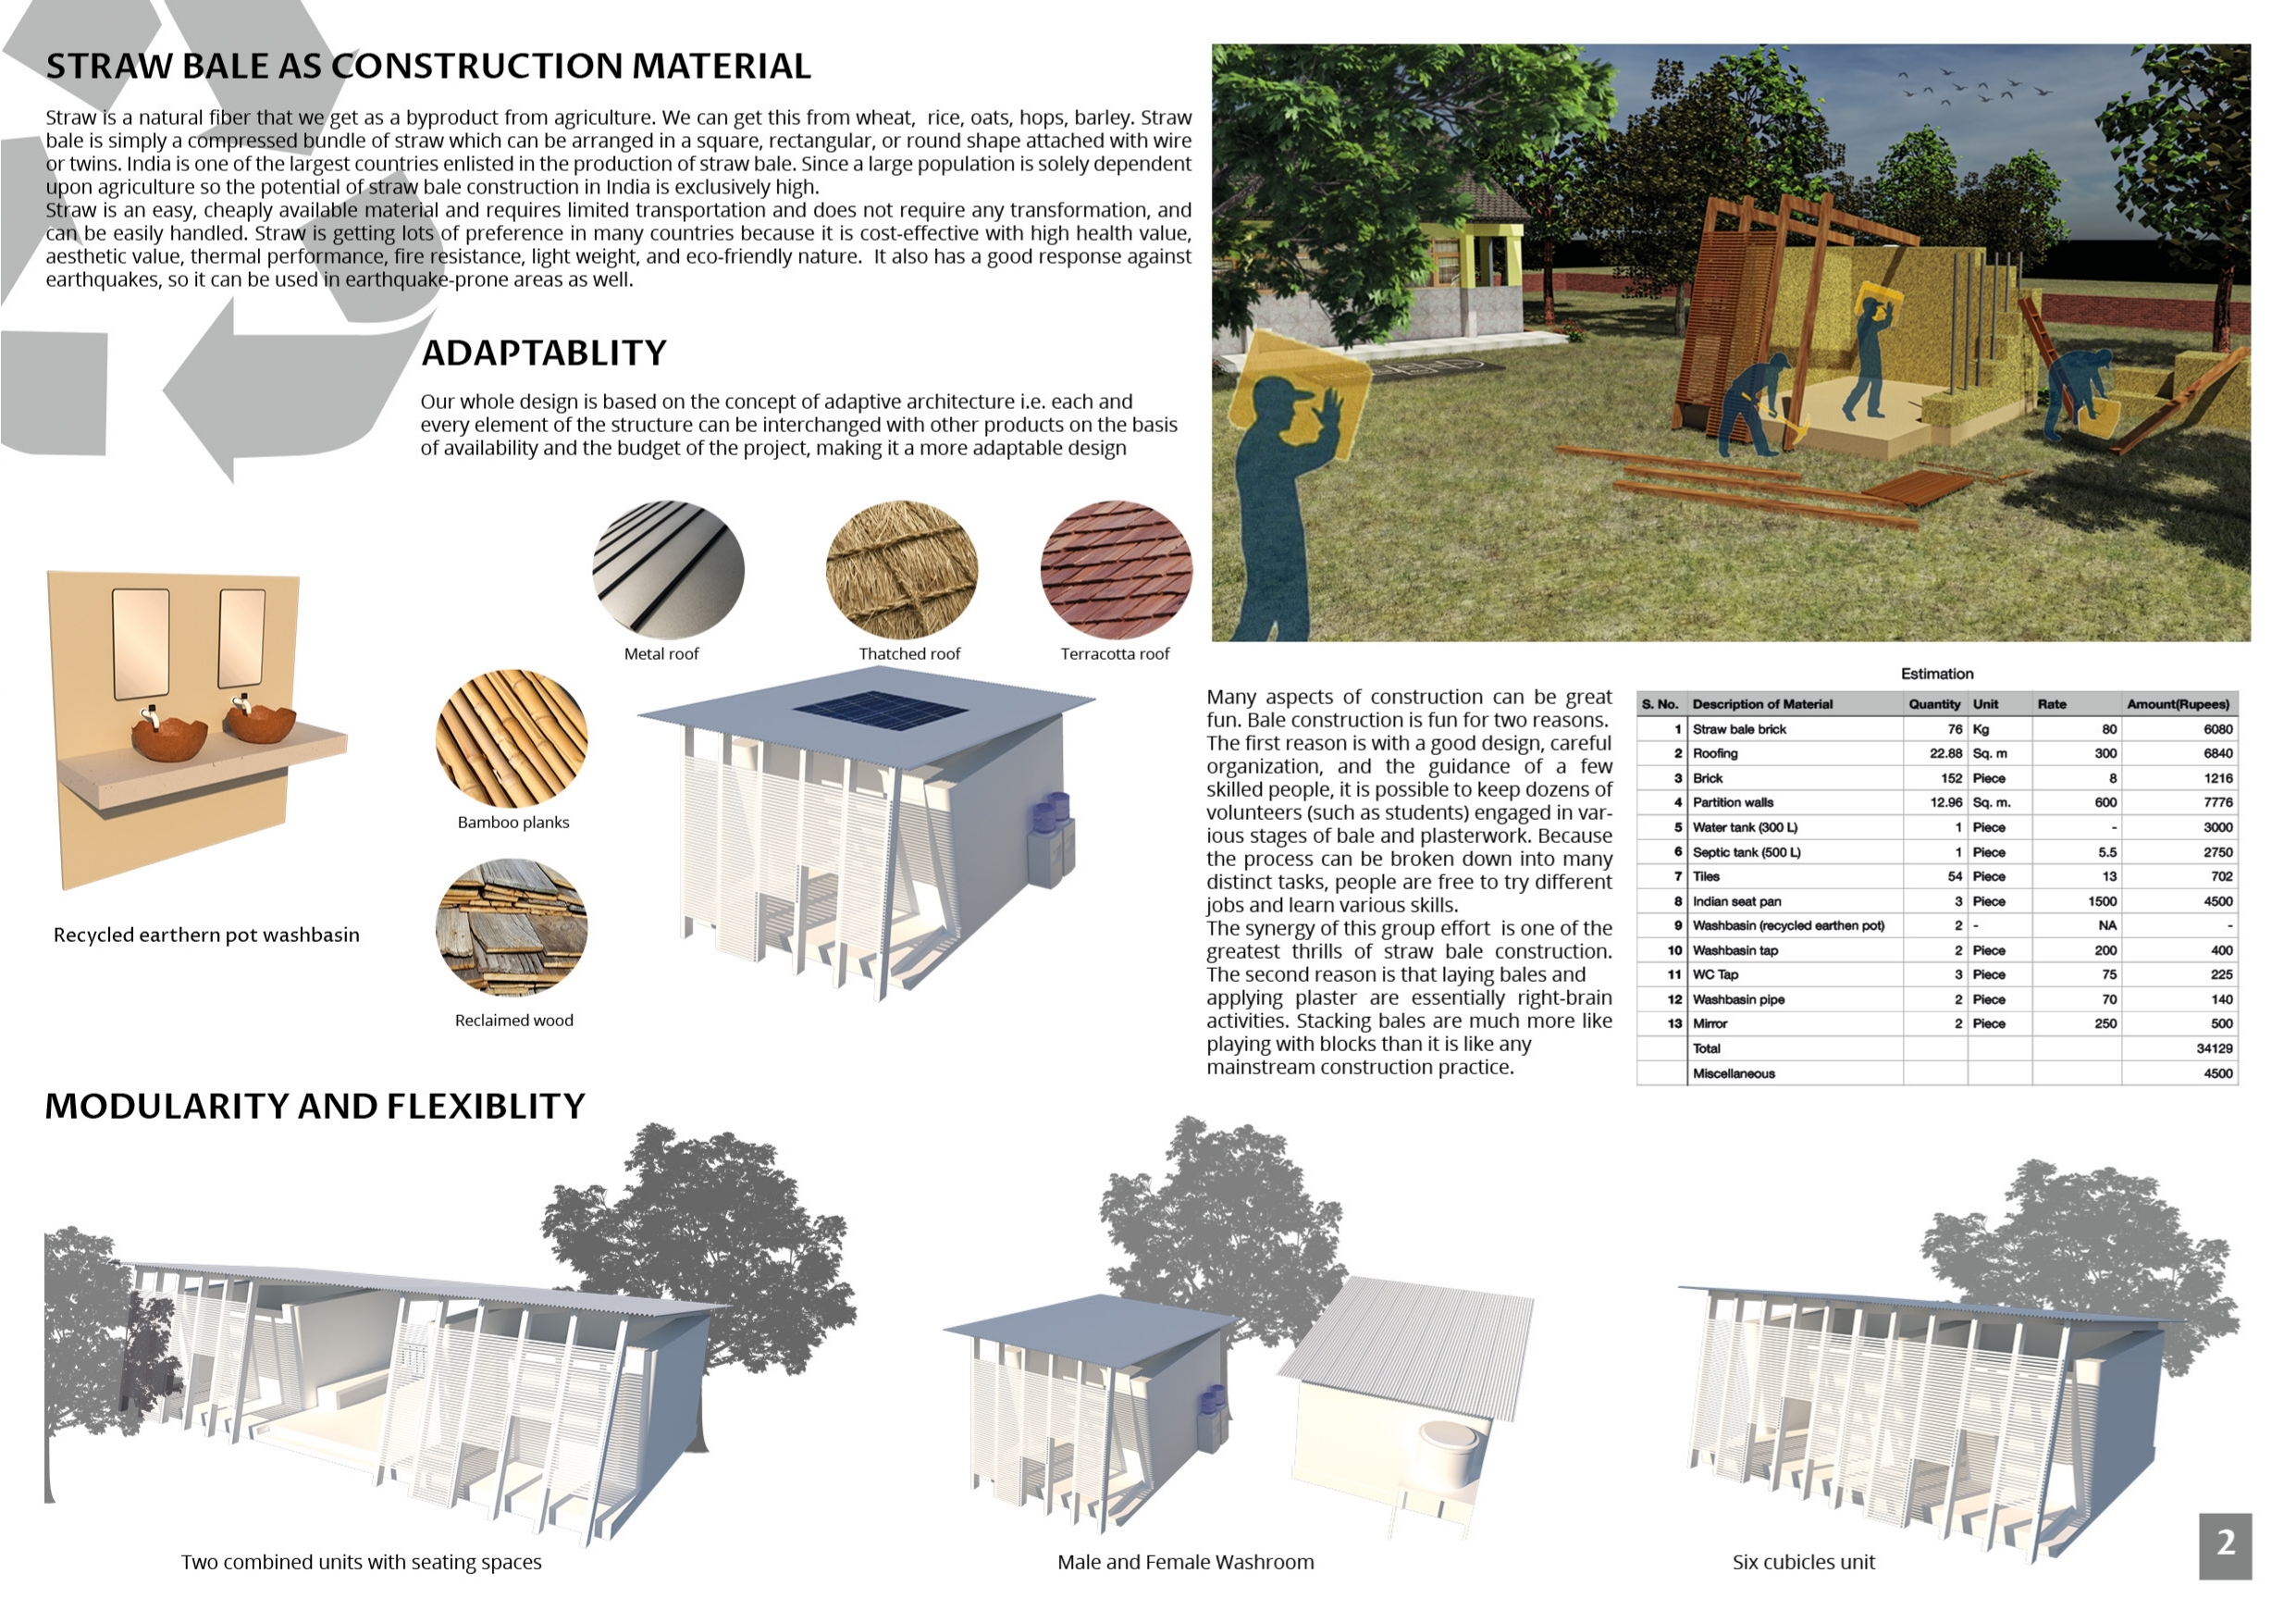 STRAW BALE AS CONSTRUCTION MATERIAL
Straw is a natural fiber that we get as a byproduct from agriculture. We can get this from wheat,  rice, oats, hops, barley. Straw
bale is simply a compressed bundle of straw which can be arranged in a square, rectangular, or round shape attached with wire
or twins. India is one of the largest countries enlisted in the production of straw bale. Since a large population is solely dependent
upon agriculture so the potential of straw bale construction in India is exclusively high.
Straw is an easy, cheaply available material and requires limited transportation and does not require any transformation, and
can be easily handled. Straw is getting lots of preference in many countries because it is cost-effective with high health value,
aesthetic value, thermal performance, fire resistance, light weight, and eco-friendly nature.  It also has a good response against
earthquakes, so it can be used in earthquake-prone areas as well.
ADAPTABLITY
Our whole design is based on the concept of adaptive architecture i.e. each and
every element of the structure can be interchanged with other products on the basis
of availability and the budget of the project, making it a more adaptable design
Metal roof
Thatched roof
Terracotta roof
Bamboo planks
Reclaimed wood
Recycled earthern pot washbasin
Many aspects of construction can be great
fun. Bale construction is fun for two reasons.
The first reason is with a good design, careful
organization, and the guidance of a few
skilled people, it is possible to keep dozens of
volunteers (such as students) engaged in var-
ious stages of bale and plasterwork. Because
the process can be broken down into many
distinct tasks, people are free to try different
jobs and learn various skills.
The synergy of this group effort  is one of the
greatest thrills of straw bale construction.
The second reason is that laying bales and
applying plaster are essentially right-brain
activities. Stacking bales are much more like
playing with blocks than it is like any
mainstream construction practice.
Estimation
S. No. Description of Material Quantity Unit Rate Amount(Rupees)
1 Straw bale brick 76 Kg 80 6080
2 Roofing 22.88 Sq. m 300 6840
3 Brick 152 Piece 8 1216
4 Partition walls 12.96 Sq. m. 600 7776
5 Water tank (300 L) 1 Piece - 3000
6 Septic tank (500 L) 1 Piece 5.5 2750
7 Tiles 54 Piece 13 702
8 Indian seat pan 3 Piece 1500 4500
9 Washbasin (recycled earthen pot) 2 - NA -
10 Washbasin tap 2 Piece 200 400
11 WC Tap 3 Piece 75 225
12 Washbasin pipe 2 Piece 70 140
13 Mirror 2 Piece 250 500
Total 34129
Miscellaneous 4500
MODULARITY AND FLEXIBLITY
Two combined units with seating spaces
Male and Female Washroom
Six cubicles unit
2